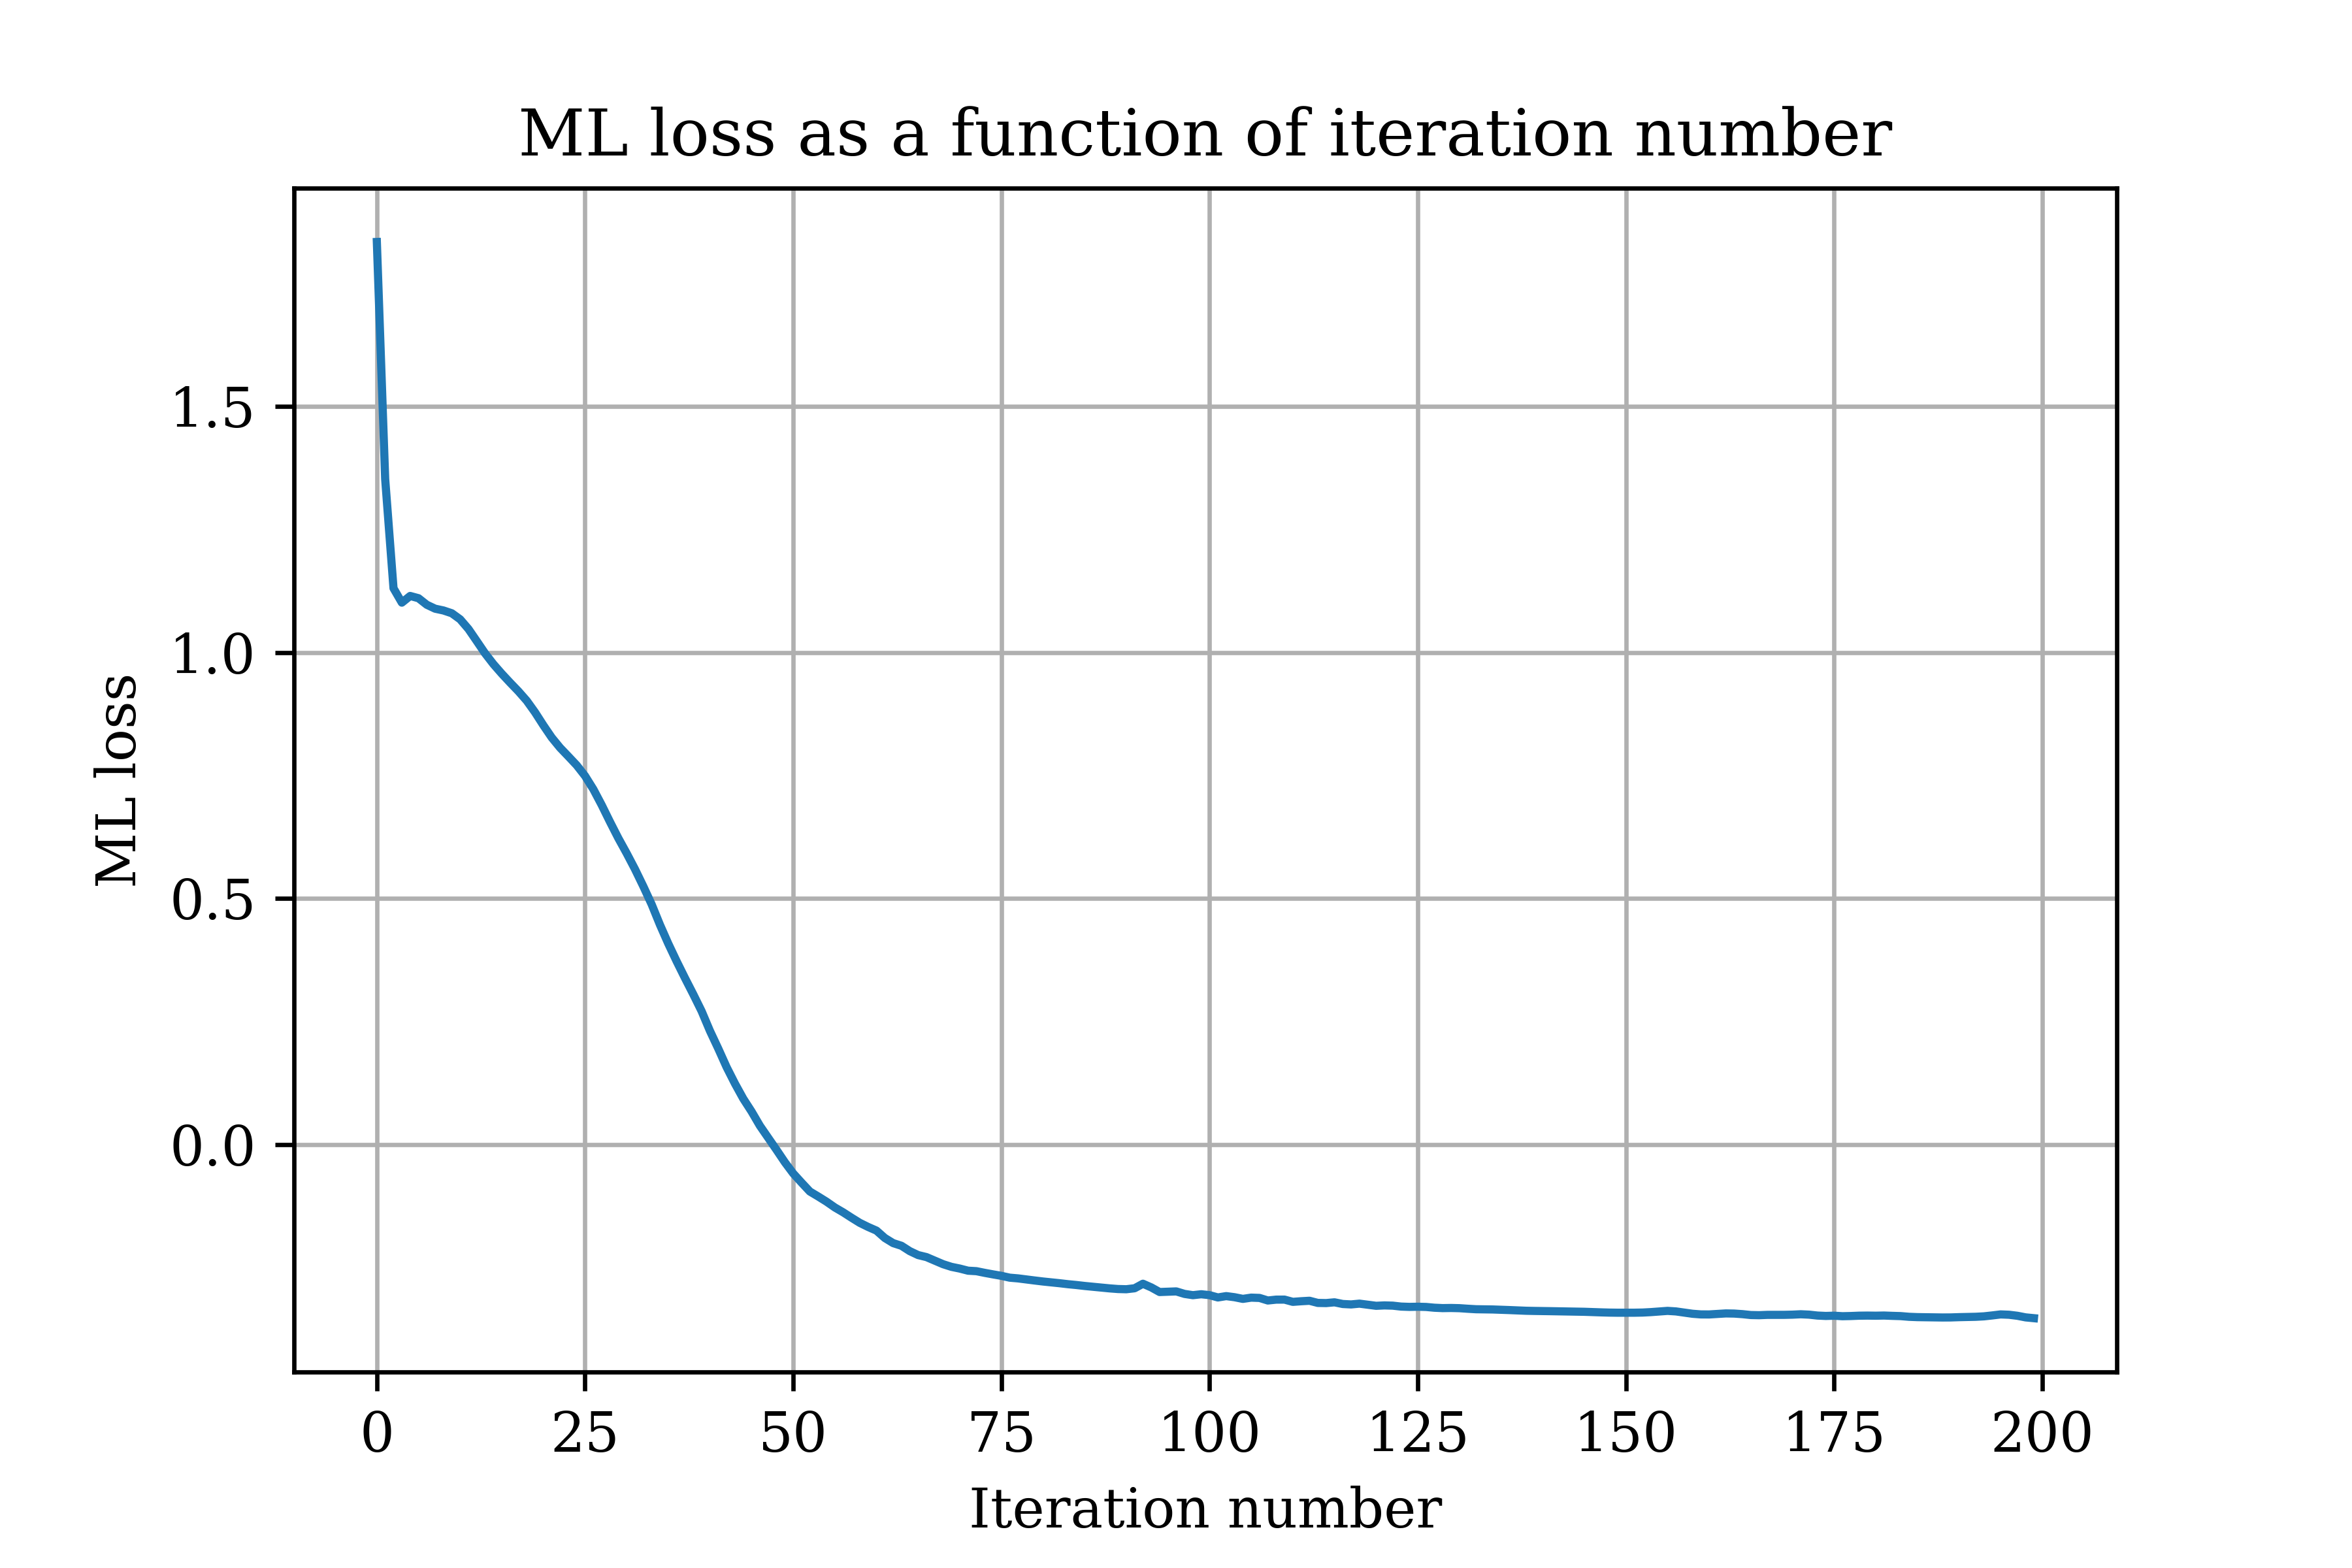 ML loss as a function of iteration number
ML loss
1.5
1.0
0.5
0.0
0 25 50 75 100 125 150 175 200
Iteration number